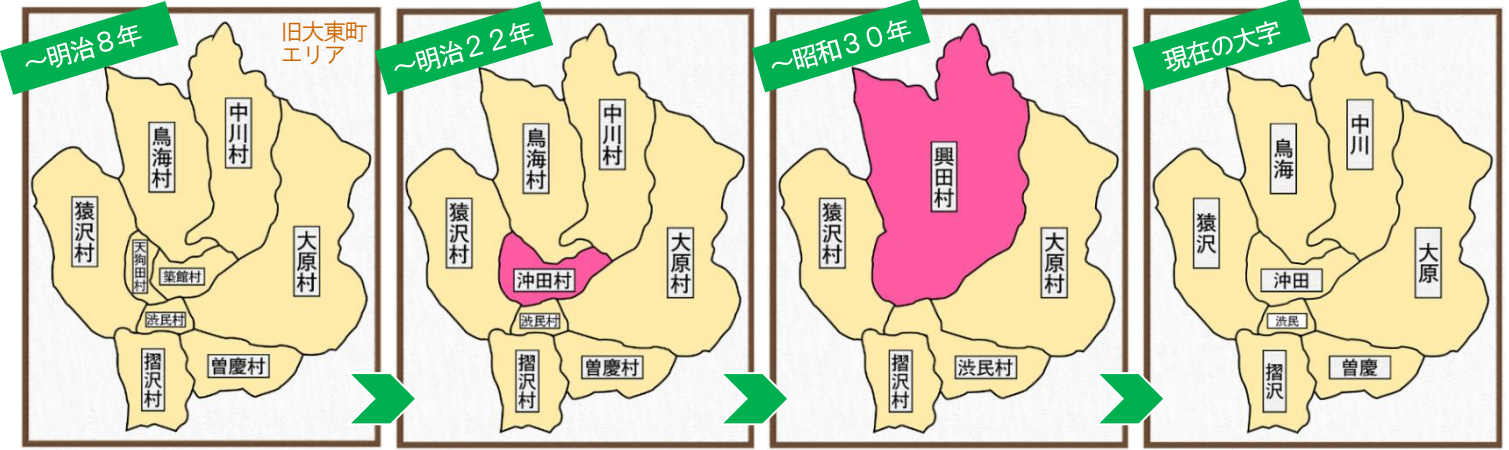 ～明治８年
旧大東町
エリア
中川村
鳥海村
猿沢村
天狗田村
築館村
大原村
渋民村
摺沢村
曽慶村
～明治２２年
中川村
鳥海村
猿沢村
沖田村
大原村
渋民村
摺沢村
曽慶村
～昭和３０年
興田村
猿沢村
大原村
摺沢村
渋民村
現在の大字
中川
鳥海
猿沢
大原
沖田
渋民
摺沢
曽慶